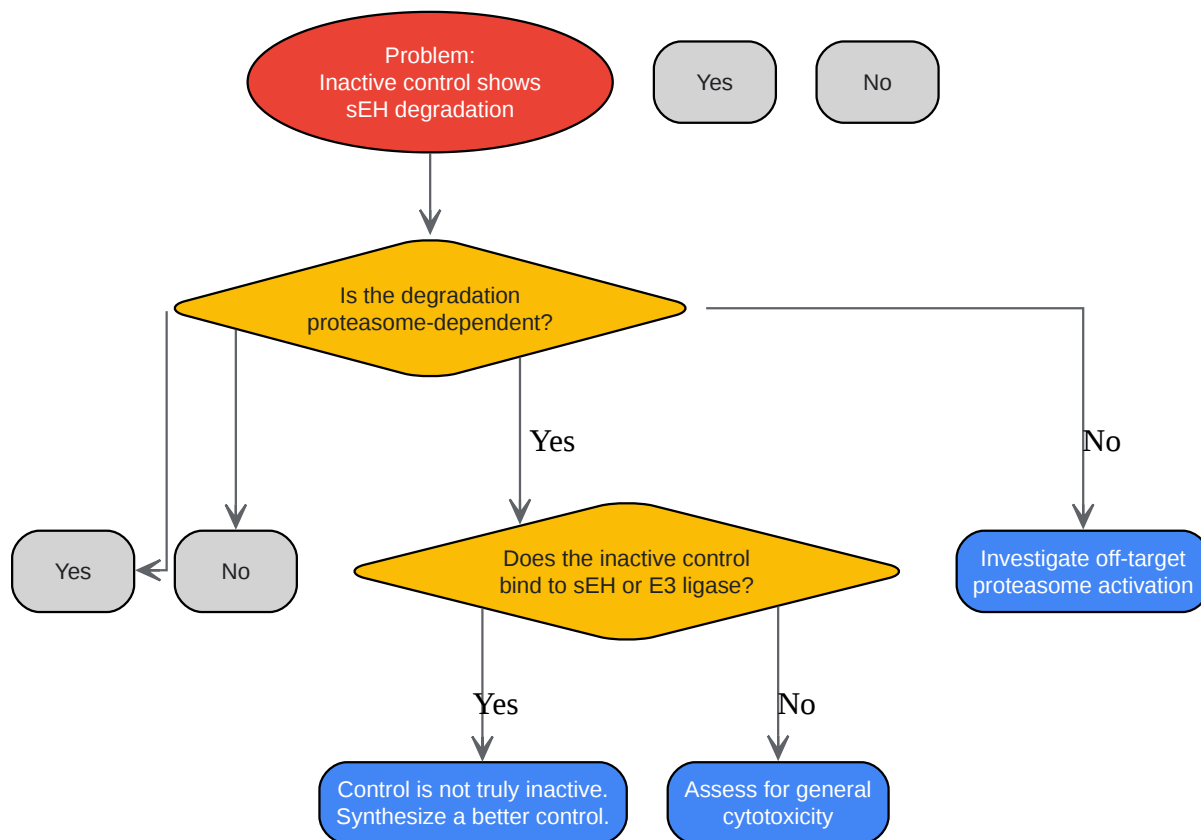 Problem:
Inactive control shows
sEH degradation
Yes
No
Is the degradation
proteasome-dependent?
Yes
No
Yes
No
Does the inactive control
bind to sEH or E3 ligase?
Investigate off-target
proteasome activation
Yes
No
Control is not truly inactive.
Synthesize a better control.
Assess for general
cytotoxicity